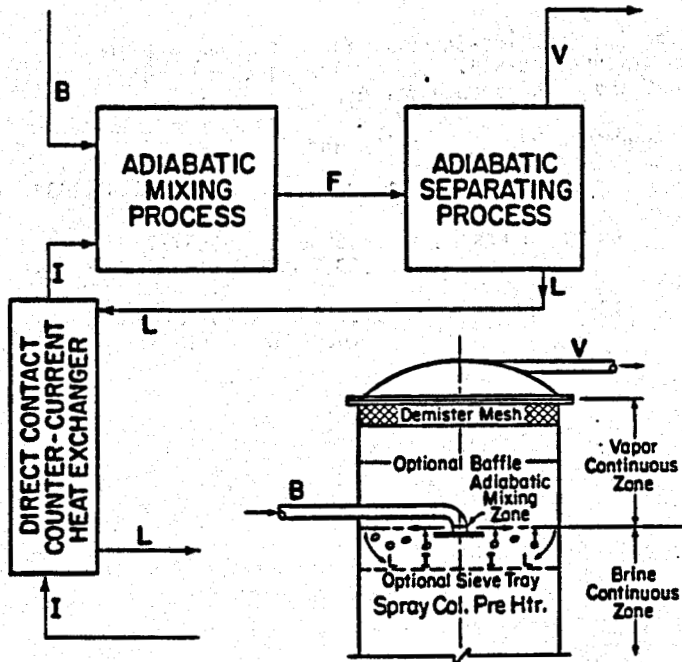 B
V
ADIABATIC
MIXING
PROCESS
F
ADIABATIC
SEPARATING
PROCESS
I
L
L
DIRECT CONTACT
COUNTER-CURRENT
HEAT EXCHANGER
L
I
V
Demister Mesh
Optional Baffle
Adiabatic
Mixing
Zone
B
Vapor
Continuous
Zone
I
L
I
L
Optional Sieve Tray
Spray Col. Pre Htr.
Brine
Continuous
Zone